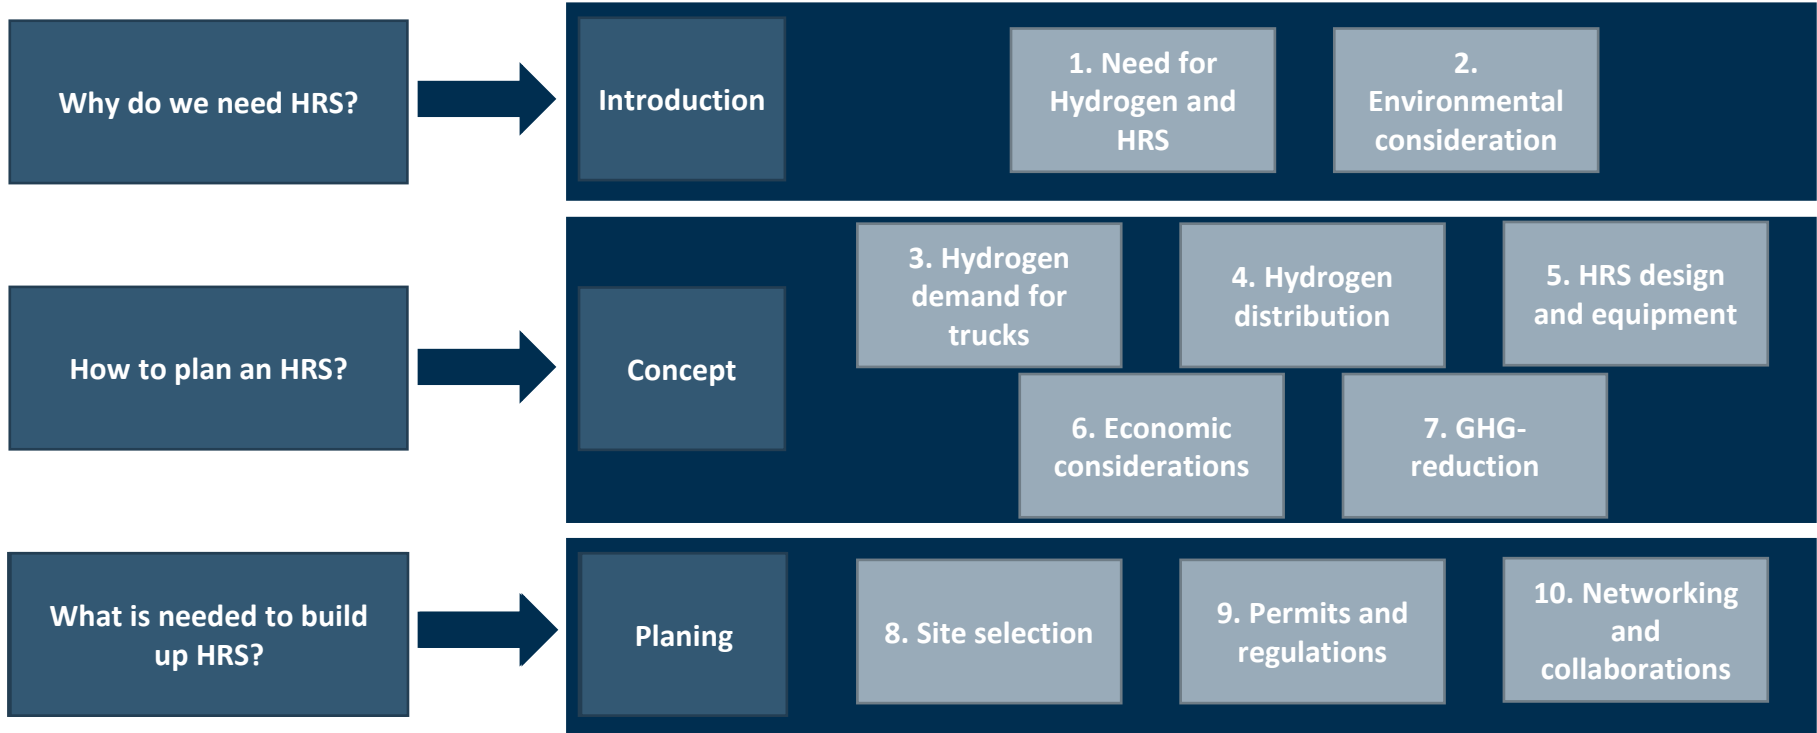 Why do we need HRS?
Introduction
1. Need for
Hydrogen and
HRS
2.
Environmental
consideration
How to plan an HRS?
Concept
3. Hydrogen
demand for
trucks
4. Hydrogen
distribution
5. HRS design
and equipment
6. Economic
considerations
7. GHG-
reduction
What is needed to build
up HRS?
Planing
8. Site selection
9. Permits and
regulations
10. Networking
and
collaborations